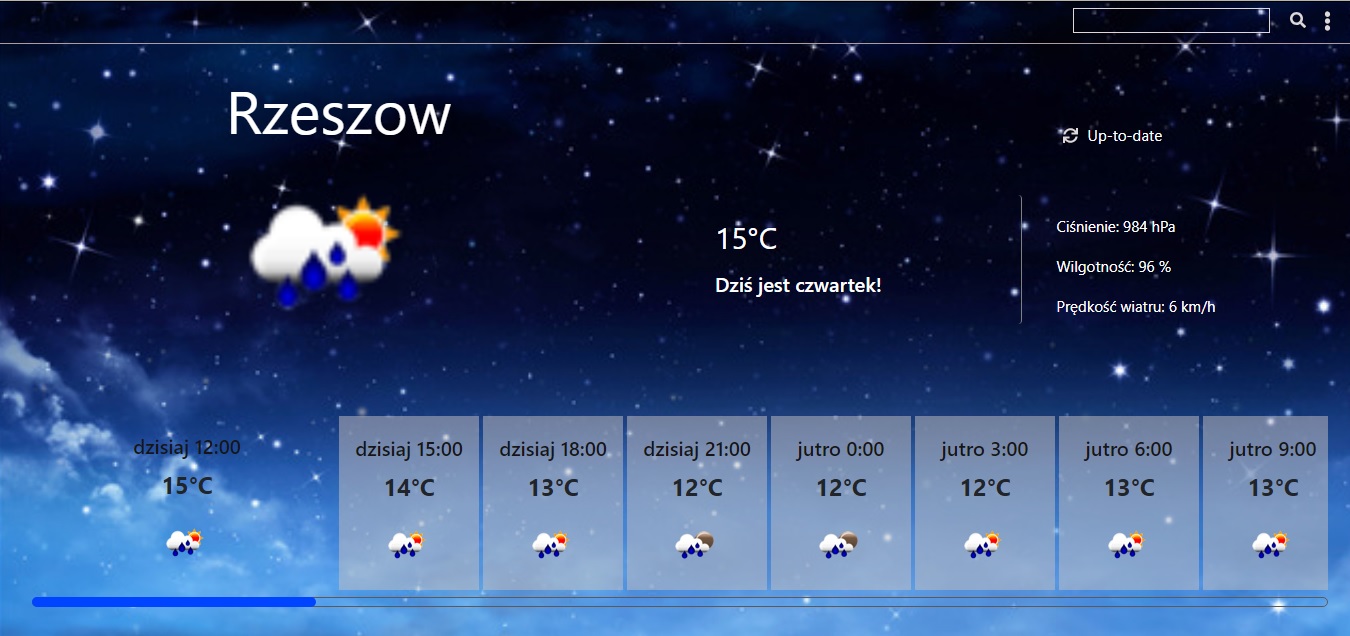 Rzeszow
Up-to-date
15°C
Dziś jest czwartek!
Ciśnienie: 984 hPa
Wilgotność: 96 %
Prędkość wiatru: 6 km/h
dzisiaj 12:00
15°C
dzisiaj 15:00
14°C
dzisiaj 18:00
13°C
dzisiaj 21:00
12°C
jutro 0:00
12°C
jutro 3:00
12°C
jutro 6:00
13°C
jutro 9:00
13°C